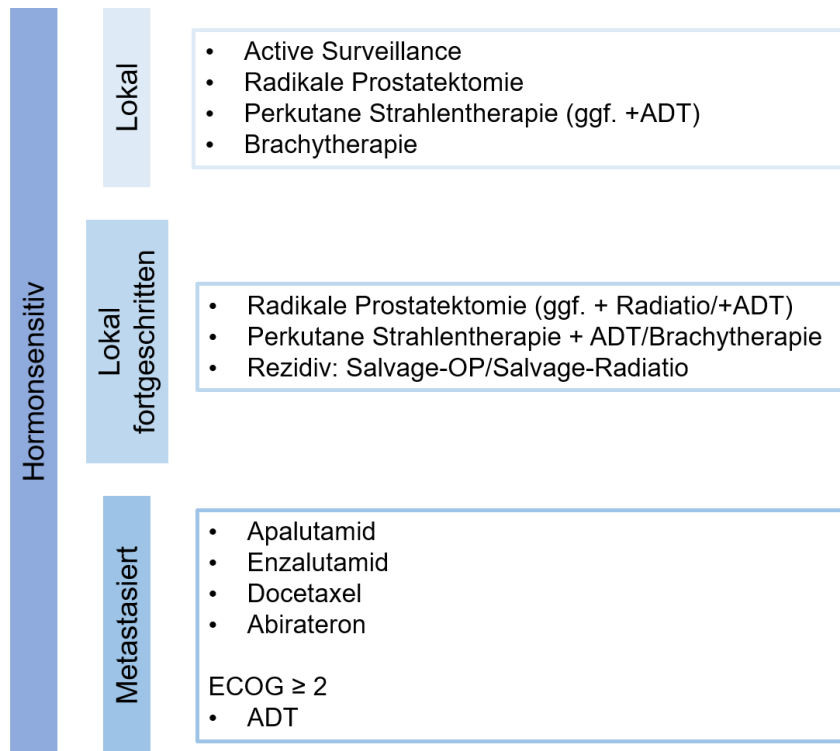 Hormonsensitiv
Lokal
• Active Surveillance
• Radikale Prostatektomie
• Perkutane Strahlentherapie (ggf. +ADT)
• Brachytherapie
Lokal
fortgeschritten
• Radikale Prostatektomie (ggf. + Radiatio/+ADT)
• Perkutane Strahlentherapie + ADT/Brachytherapie
• Rezidiv: Salvage-OP/Salvage-Radiatio
Metastasiert
• Apalutamid
• Enzalutamid
• Docetaxel
• Abirateron
ECOG ≥ 2
• ADT